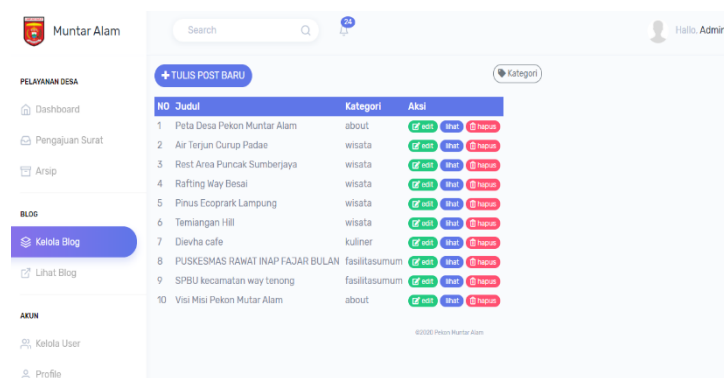 Muntar Alam
Search
24
Hallo, Admin
PELAYANAN DESA
Dashboard
Pengajuan Surat
Arsip
BLOG
Kelola Blog
Lihat Blog
AKUN
Kelola User
Profile
+TULIS POST BARU
Kategori
NO Judul Kategori Aksi
1 Peta Desa Pekon Muntar Alam about edit lihat hapus
2 Air Terjun Curup Padae wisata edit lihat hapus
3 Rest Area Puncak Sumberjaya wisata edit lihat hapus
4 Rafting Way Besai wisata edit lihat hapus
5 Pinus Ecoprark Lampung wisata edit lihat hapus
6 Temiangan Hill wisata edit lihat hapus
7 Dievha cafe kuliner edit lihat hapus
8 PUSKESMAS RAWAT INAP FAJAR BULAN fasilitasumum edit lihat hapus
9 SPBU kecamatan way tenong fasilitasumum edit lihat hapus
10 Visi Misi Pekon Mutar Alam about edit lihat hapus
©2020 Pekon Muntar Alam